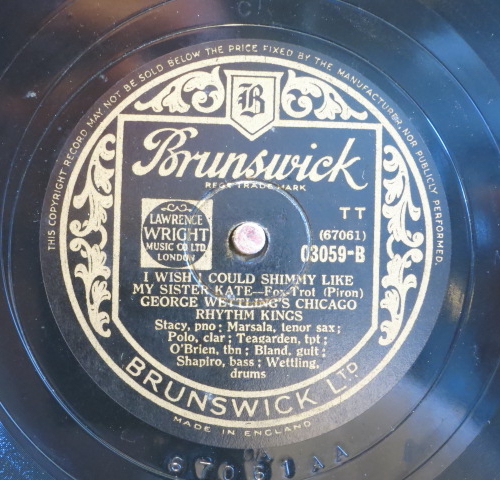 THIS COPYRIGHT RECORD MAY NOT BE SOLD BELOW THE PRICE FIXED BY THE MANUFACTURER, NOR PUBLICLY PERFORMED.
B
Brunswick
REGD TRADE MARK
LAWRENCE
WRIGHT
MUSIC CO LTD
LONDON
TT
(67061)
03059-B
I WISH I COULD SHIMMY LIKE
MY SISTER KATE—Fox-Trot (Piron)
GEORGE WETTLING'S CHICAGO
RHYTHM KINGS
Stacy, pno; Marsala, tenor sax;
Polo, clar; Teagarden, tpt;
O'Brien, tbn; Bland, guit;
Shapiro, bass; Wettling,
drums
BRUNSWICK LTD
MADE IN ENGLAND
67061AA